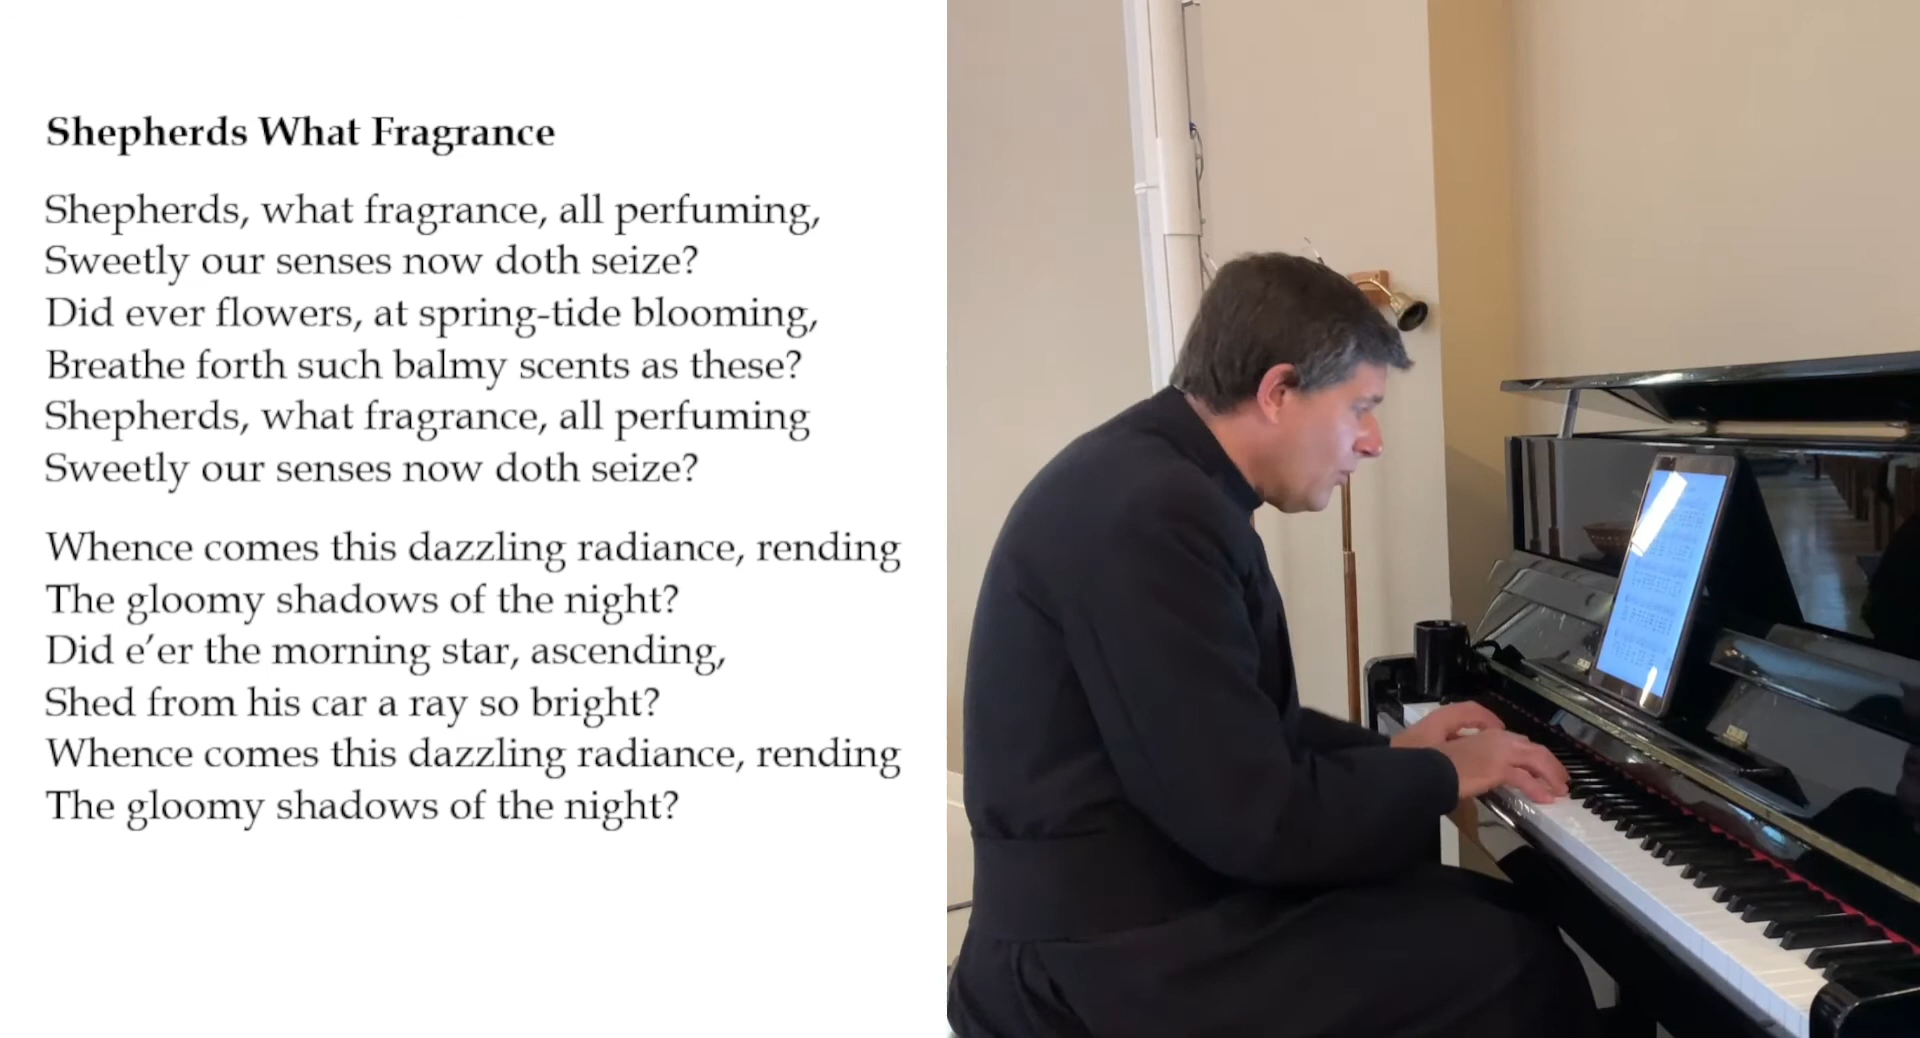 Shepherds What Fragrance
Shepherds, what fragrance, all perfuming,
Sweetly our senses now doth seize?
Did ever flowers, at spring-tide blooming,
Breathe forth such balmy scents as these?
Shepherds, what fragrance, all perfuming
Sweetly our senses now doth seize?
Whence comes this dazzling radiance, rending
The gloomy shadows of the night?
Did e’er the morning star, ascending,
Shed from his car a ray so bright?
Whence comes this dazzling radiance, rending
The gloomy shadows of the night?